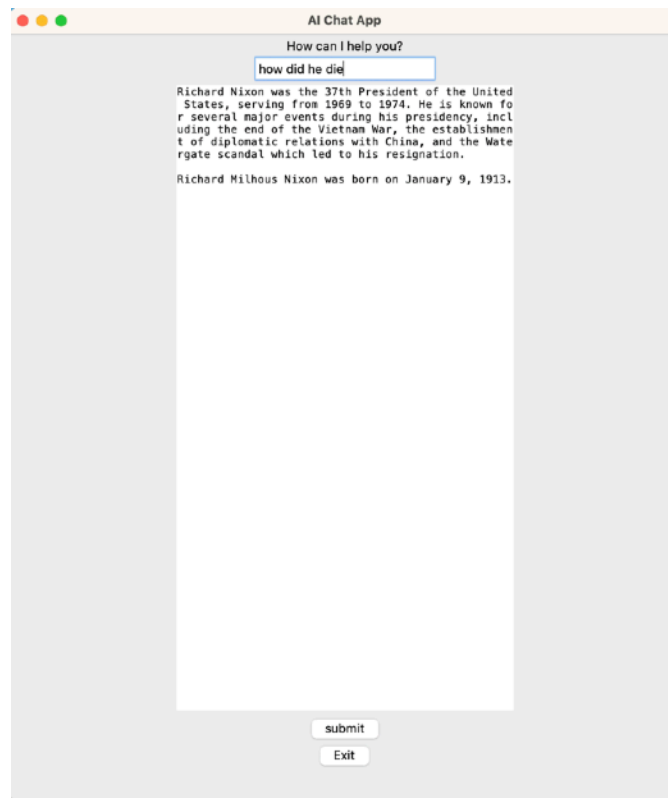 AI Chat App
How can I help you?
how did he die
Richard Nixon was the 37th President of the United
States, serving from 1969 to 1974. He is known fo
r several major events during his presidency, incl
uding the end of the Vietnam War, the establishmen
t of diplomatic relations with China, and the Wate
rgate scandal which led to his resignation.
Richard Milhous Nixon was born on January 9, 1913.
submit
Exit